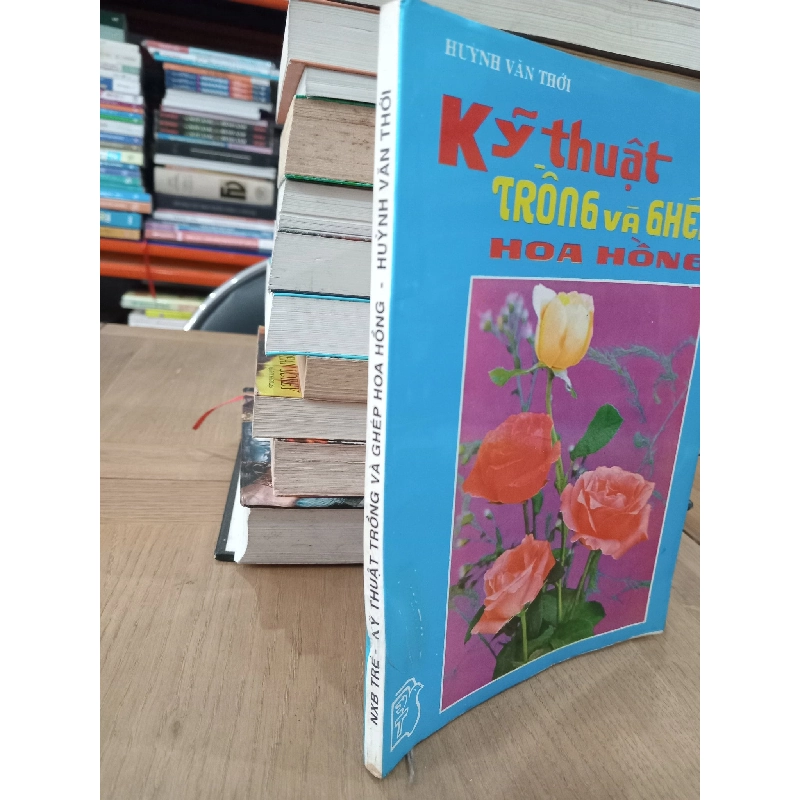 HUỲNH VĂN THỚI
Kỹ thuật
TRỒNG VÀ GHÉP
HOA HỒNG
NXB TRẺ - KỸ THUẬT TRỒNG VÀ GHÉP HOA HỒNG - HUỲNH VĂN THỚI